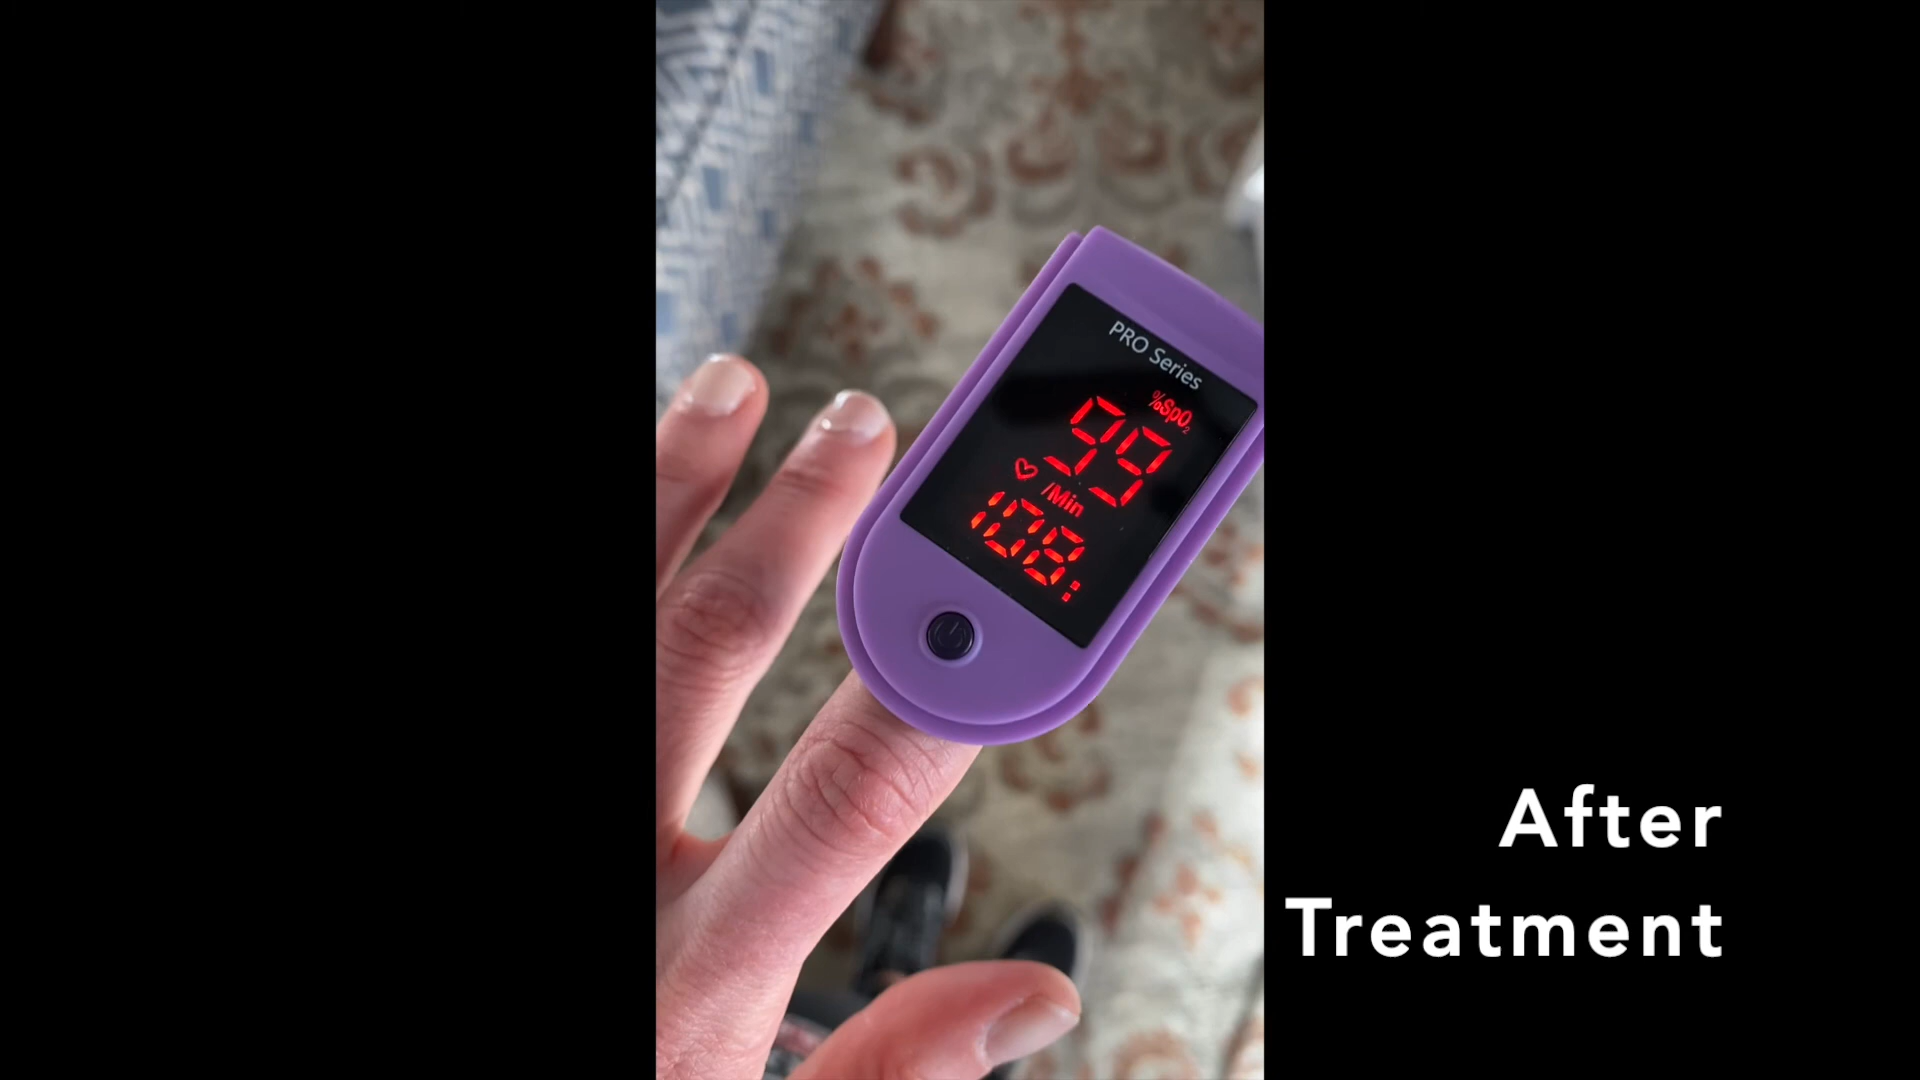 PRO Series
%SpO₂
99
/Min
108
After
Treatment